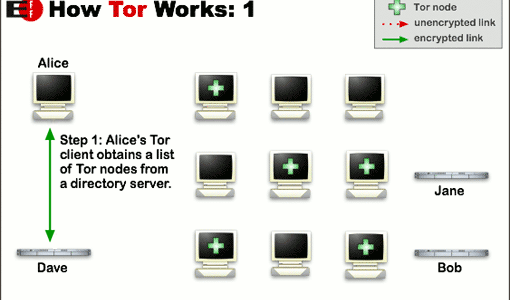 EFF How Tor Works: 1
Tor node
unencrypted link
encrypted link
Alice
Step 1: Alice's Tor
client obtains a list
of Tor nodes from
a directory server.
Jane
Dave
Bob